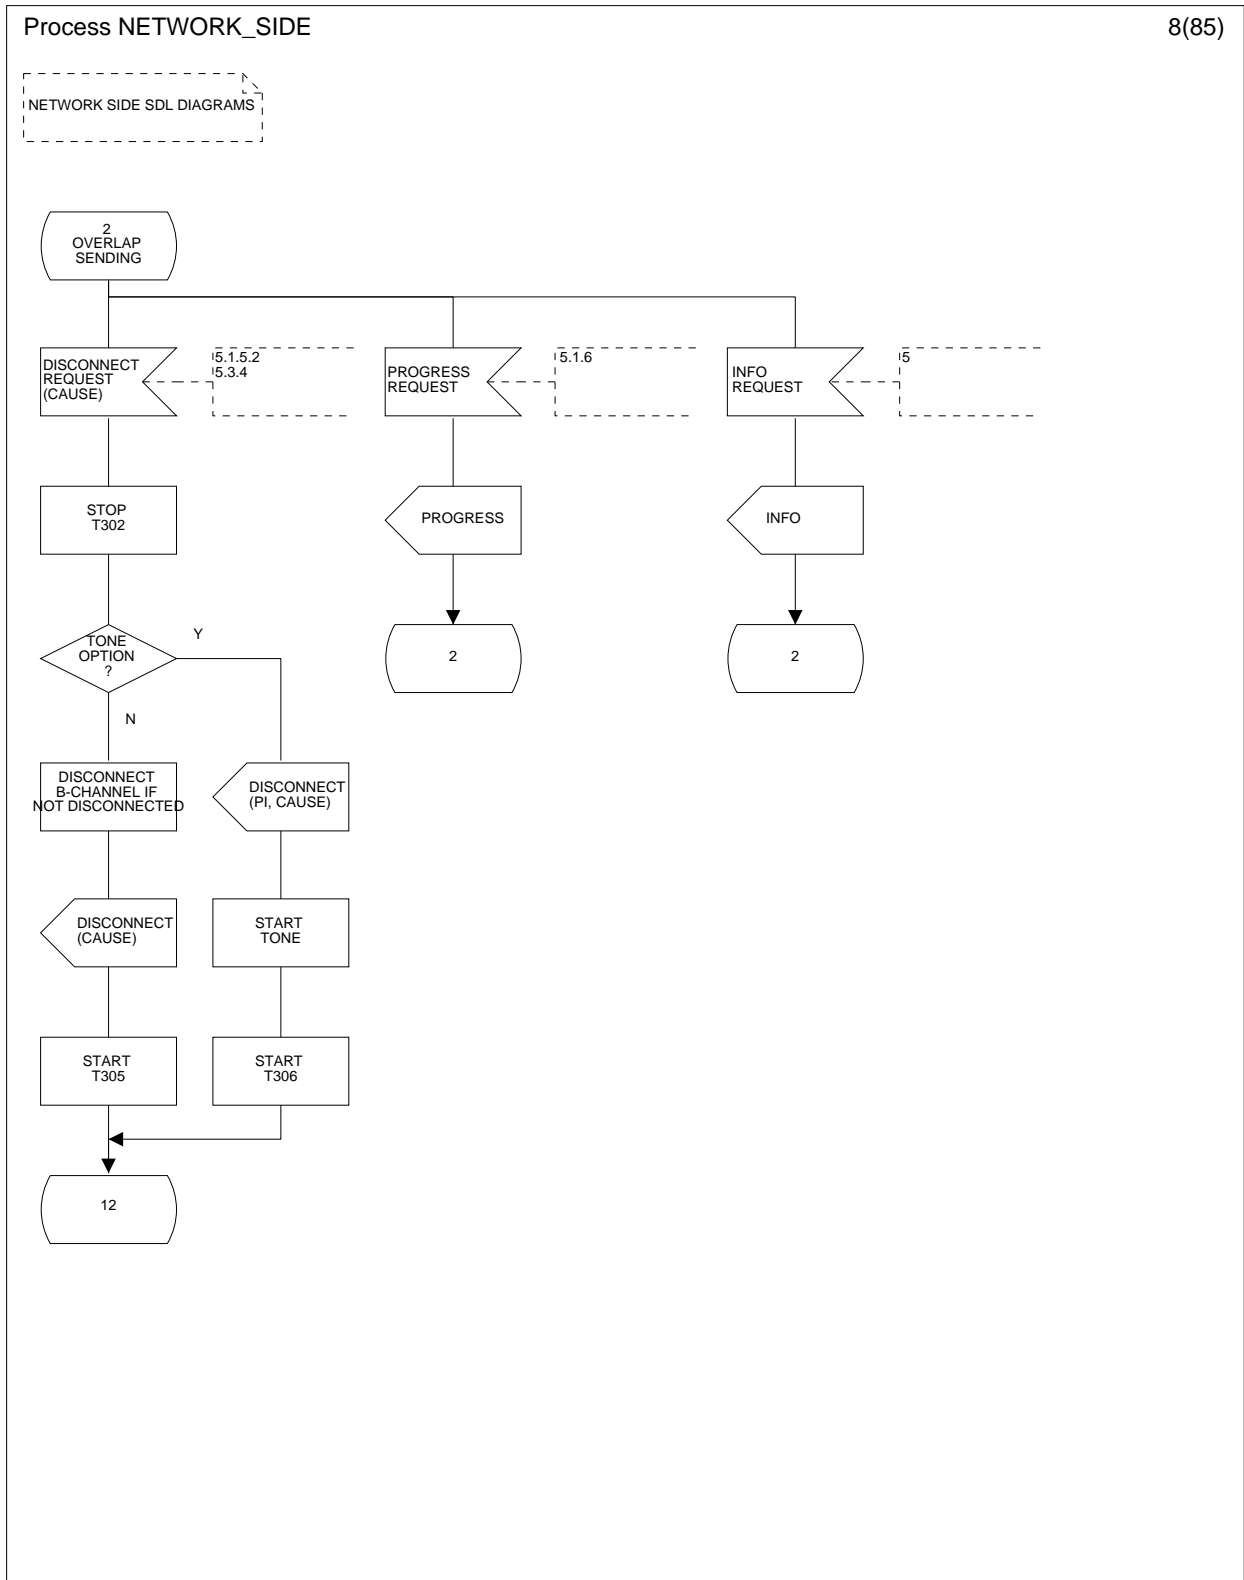 Process NETWORK_SIDE
8(85)
NETWORK SIDE SDL DIAGRAMS
2
OVERLAP
SENDING
DISCONNECT
REQUEST
(CAUSE)
5.1.5.2
5.3.4
PROGRESS
REQUEST
5.1.6
INFO
REQUEST
5
STOP
T302
PROGRESS
INFO
TONE
OPTION
?
Y
N
2
2
DISCONNECT
B-CHANNEL IF
NOT DISCONNECTED
DISCONNECT
(PI, CAUSE)
DISCONNECT
(CAUSE)
START
TONE
START
T305
START
T306
12